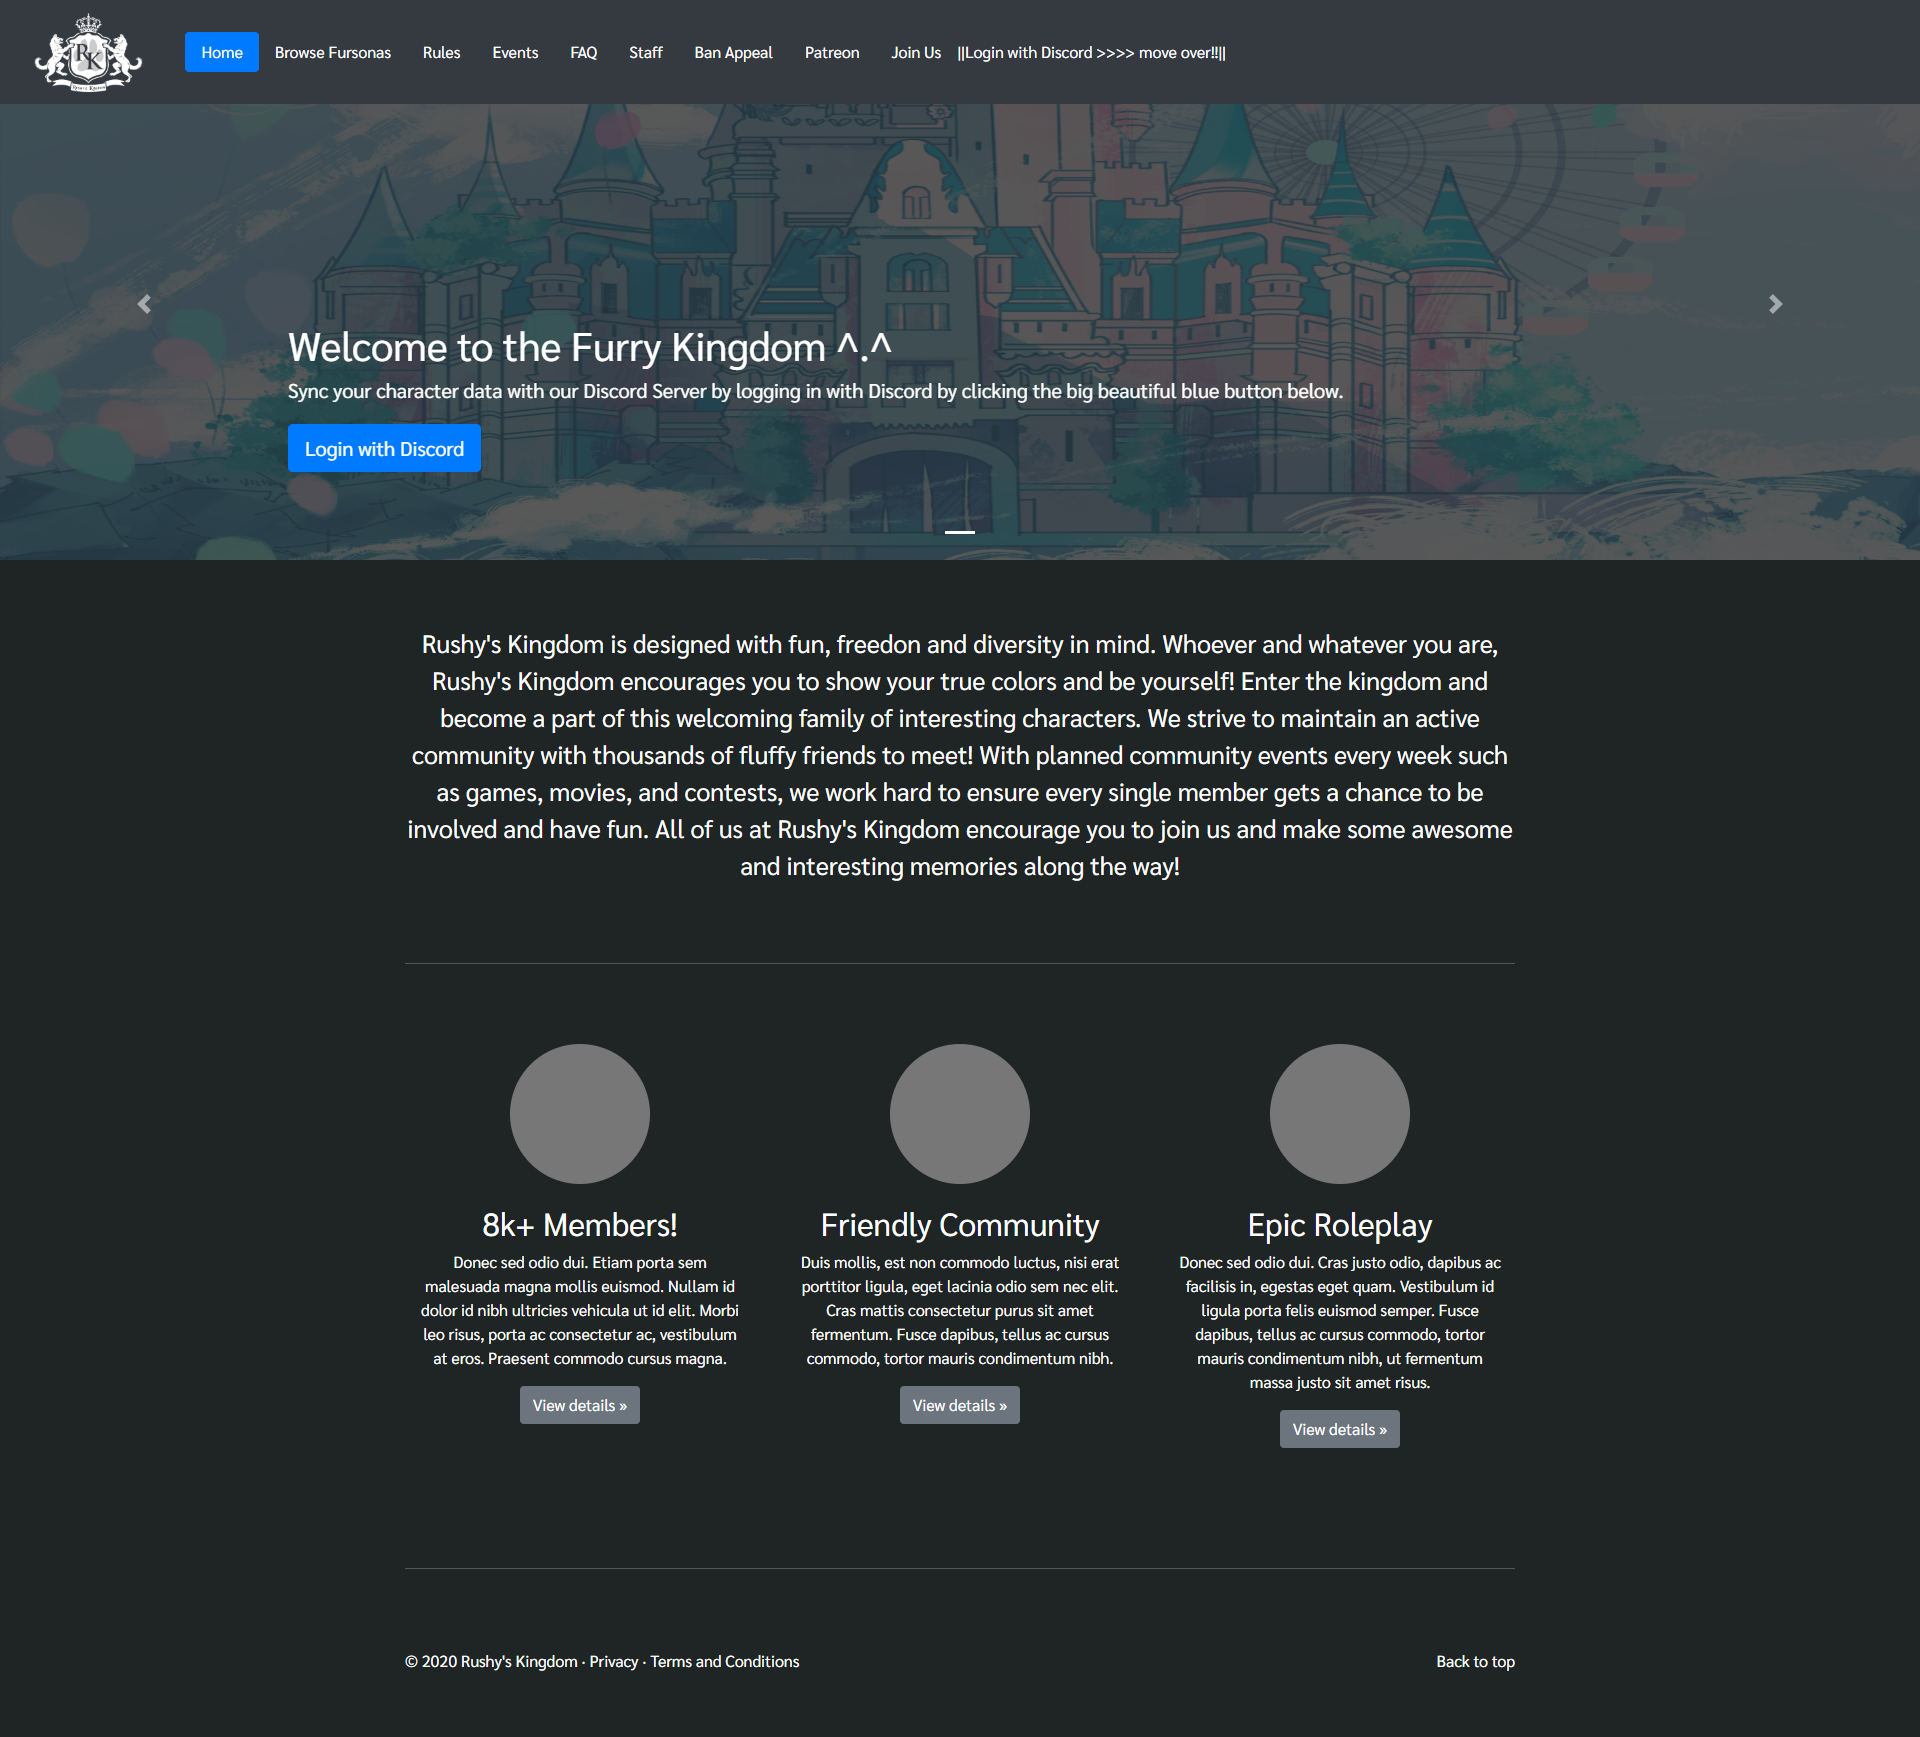 RK
Home Browse Fursonas Rules Events FAQ Staff Ban Appeal Patreon Join Us ||Login with Discord >>>> move over!!||
Welcome to the Furry Kingdom ^.^
Sync your character data with our Discord Server by logging in with Discord by clicking the big beautiful blue button below.
Login with Discord
Rushy's Kingdom is designed with fun, freedon and diversity in mind. Whoever and whatever you are,
Rushy's Kingdom encourages you to show your true colors and be yourself! Enter the kingdom and
become a part of this welcoming family of interesting characters. We strive to maintain an active
community with thousands of fluffy friends to meet! With planned community events every week such
as games, movies, and contests, we work hard to ensure every single member gets a chance to be
involved and have fun. All of us at Rushy's Kingdom encourage you to join us and make some awesome
and interesting memories along the way!
8k+ Members!
Donec sed odio dui. Etiam porta sem
malesuada magna mollis euismod. Nullam id
dolor id nibh ultricies vehicula ut id elit. Morbi
leo risus, porta ac consectetur ac, vestibulum
at eros. Praesent commodo cursus magna.
View details »
Friendly Community
Duis mollis, est non commodo luctus, nisi erat
porttitor ligula, eget lacinia odio sem nec elit.
Cras mattis consectetur purus sit amet
fermentum. Fusce dapibus, tellus ac cursus
commodo, tortor mauris condimentum nibh.
View details »
Epic Roleplay
Donec sed odio dui. Cras justo odio, dapibus ac
facilisis in, egestas eget quam. Vestibulum id
ligula porta felis euismod semper. Fusce
dapibus, tellus ac cursus commodo, tortor
mauris condimentum nibh, ut fermentum
massa justo sit amet risus.
View details »
© 2020 Rushy's Kingdom · Privacy · Terms and Conditions
Back to top